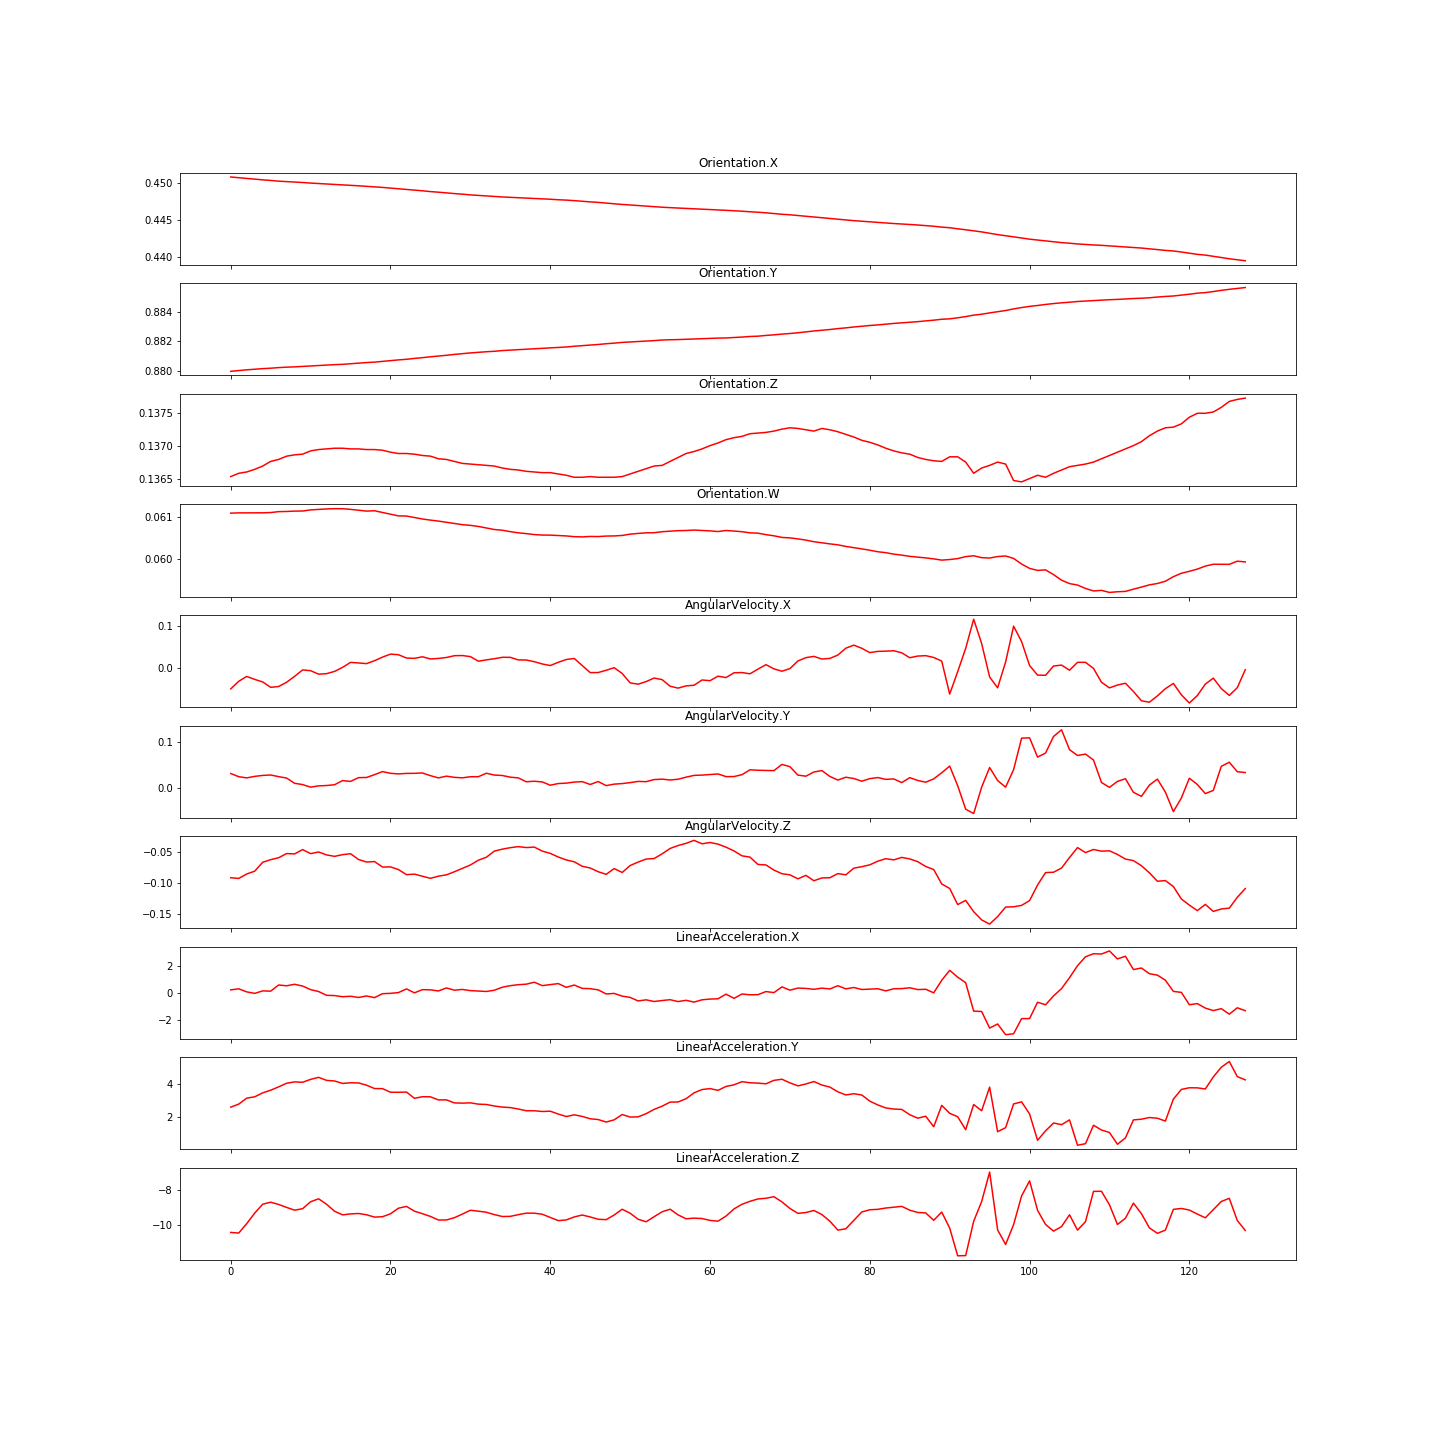 Orientation.X
0.450
0.445
0.440
Orientation.Y
0.884
0.882
0.880
Orientation.Z
0.1375
0.1370
0.1365
Orientation.W
0.061
0.060
AngularVelocity.X
0.1
0.0
AngularVelocity.Y
0.1
0.0
AngularVelocity.Z
−0.05
−0.10
−0.15
LinearAcceleration.X
2
0
−2
LinearAcceleration.Y
4
2
LinearAcceleration.Z
−8
−10
0 20 40 60 80 100 120